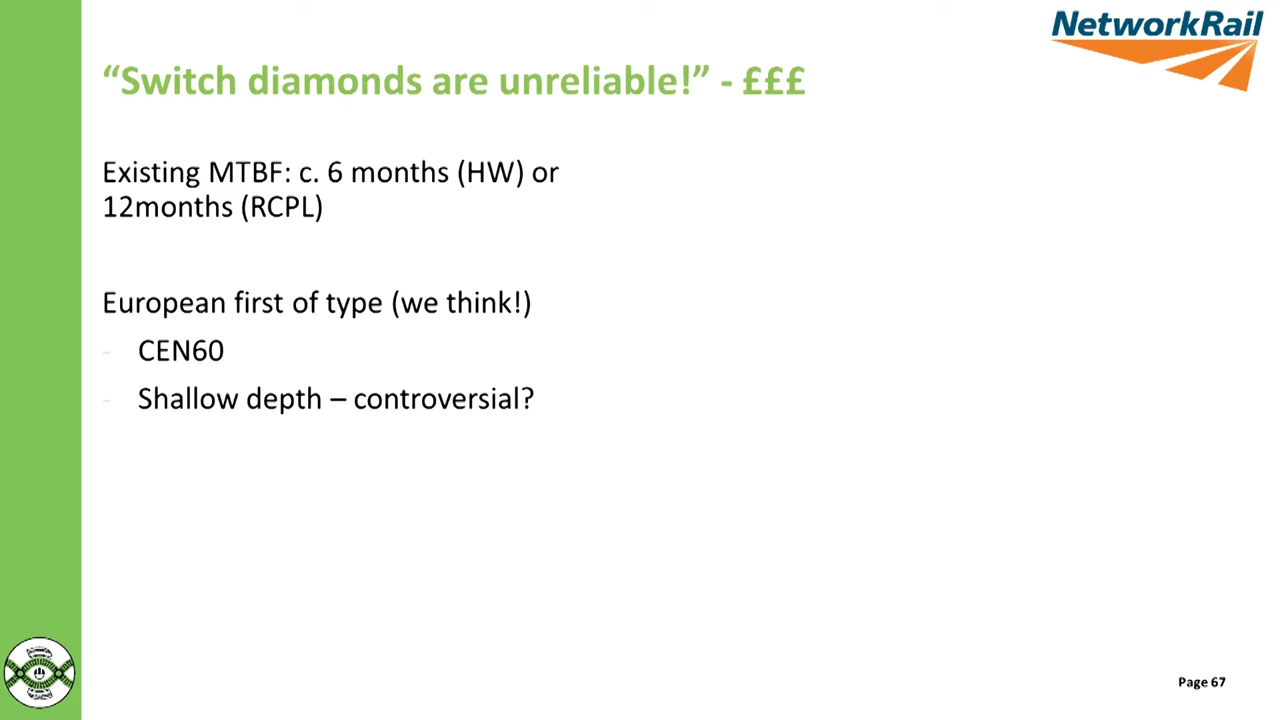 NetworkRail
“Switch diamonds are unreliable!” - £££
Existing MTBF: c. 6 months (HW) or
12months (RCPL)
European first of type (we think!)
- CEN60
- Shallow depth – controversial?
Page 67